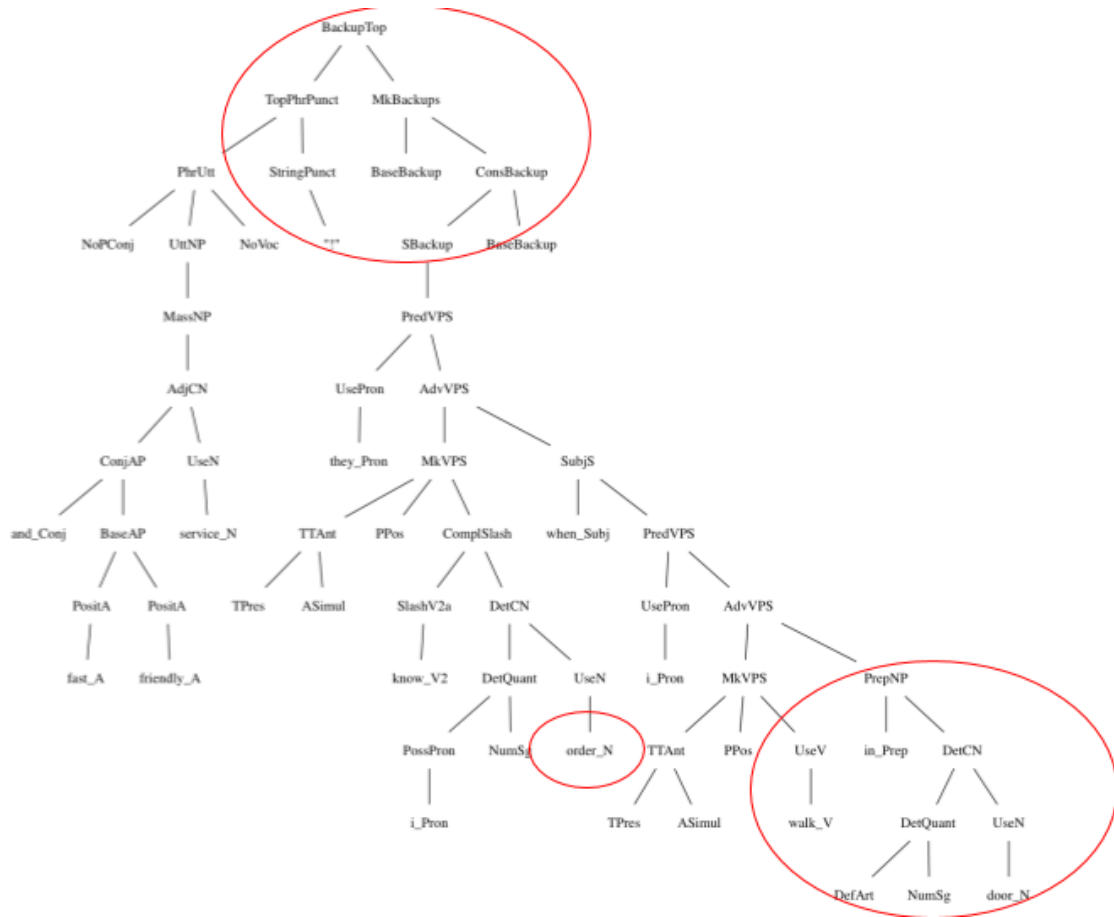 BackupTop
TopPhrPunct MkBackups
PhrUtt StringPunct BaseBackup ConsBackup
NoPConj UttNP NoVoc "!" SBackup BaseBackup
MassNP PredVPS
AdjCN UsePron AdvVPS
ConjAP UseN they_Pron MkVPS SubjS
and_Conj BaseAP service_N TTAnt PPos ComplSlash when_Subj PredVPS
PositA PositA TPres ASimul SlashV2a DetCN UsePron AdvVPS
fast_A friendly_A know_V2 DetQuant UseN i_Pron MkVPS PrepNP
PossPron NumSg order_N TTAnt PPos UseV in_Prep DetCN
i_Pron TPres ASimul walk_V DetQuant UseN
DefArt NumSg door_N